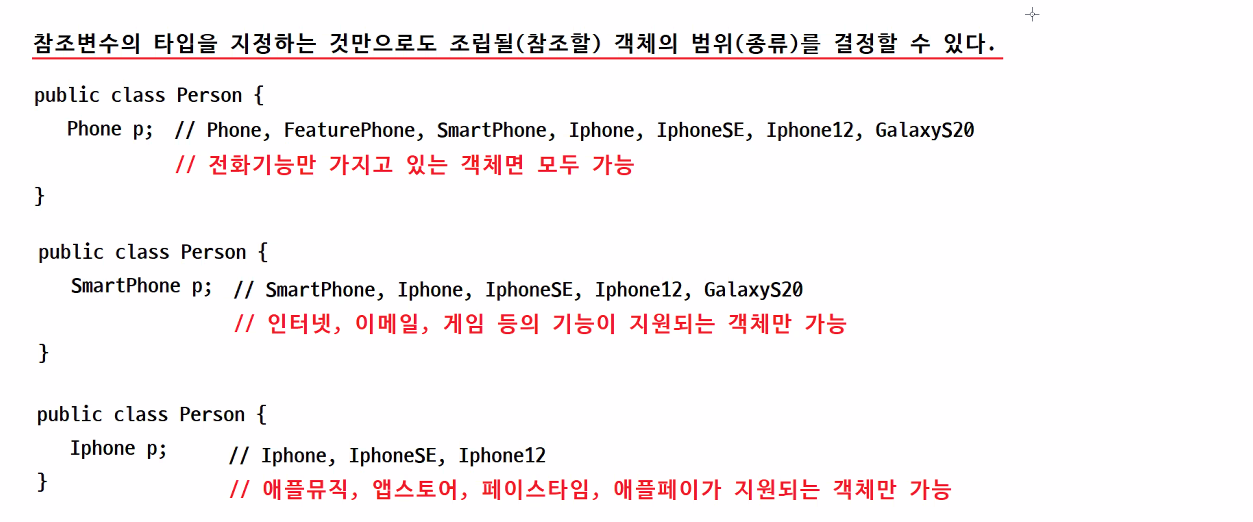 참조변수의 타입을 지정하는 것만으로도 조립될(참조할) 객체의 범위(종류)를 결정할 수 있다.
public class Person {
Phone p; // Phone, FeaturePhone, SmartPhone, Iphone, IphoneSE, Iphone12, GalaxyS20
// 전화기능만 가지고 있는 객체면 모두 가능
}
public class Person {
SmartPhone p; // SmartPhone, Iphone, IphoneSE, Iphone12, GalaxyS20
// 인터넷, 이메일, 게임 등의 기능이 지원되는 객체만 가능
}
public class Person {
Iphone p; // Iphone, IphoneSE, Iphone12
} 
// 애플뮤직, 앱스토어, 페이스타임, 애플페이가 지원되는 객체만 가능